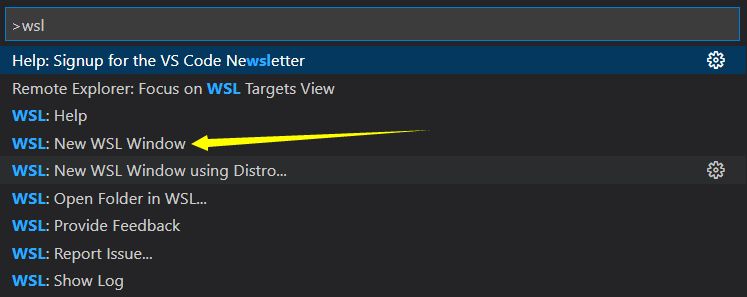 >wsl
Help: Signup for the VS Code Newsletter
Remote Explorer: Focus on WSL Targets View
WSL: Help
WSL: New WSL Window
WSL: New WSL Window using Distro...
WSL: Open Folder in WSL...
WSL: Provide Feedback
WSL: Report Issue...
WSL: Show Log